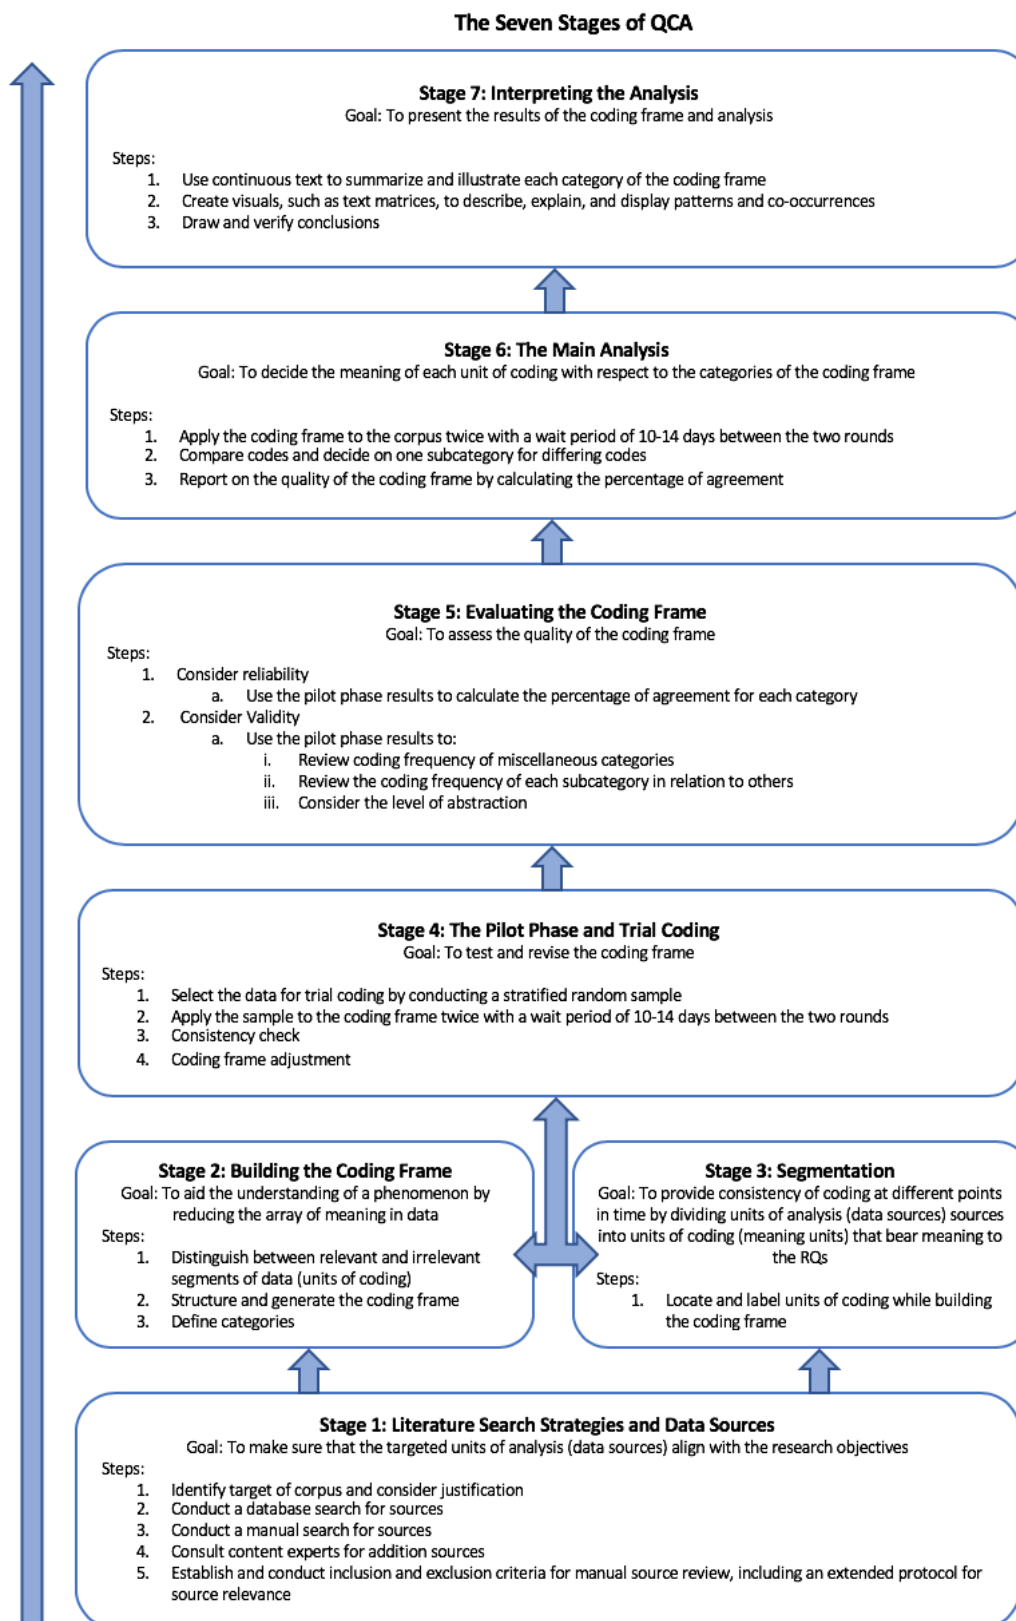 The Seven Stages of QCA
Stage 7: Interpreting the Analysis
Goal: To present the results of the coding frame and analysis
Steps:
1. Use continuous text to summarize and illustrate each category of the coding frame
2. Create visuals, such as text matrices, to describe, explain, and display patterns and co-occurrences
3. Draw and verify conclusions
Stage 6: The Main Analysis
Goal: To decide the meaning of each unit of coding with respect to the categories of the coding frame
Steps:
1. Apply the coding frame to the corpus twice with a wait period of 10-14 days between the two rounds
2. Compare codes and decide on one subcategory for differing codes
3. Report on the quality of the coding frame by calculating the percentage of agreement
Stage 5: Evaluating the Coding Frame
Goal: To assess the quality of the coding frame
Steps:
1. Consider reliability
a. Use the pilot phase results to calculate the percentage of agreement for each category
2. Consider Validity
a. Use the pilot phase results to:
i. Review coding frequency of miscellaneous categories
ii. Review the coding frequency of each subcategory in relation to others
iii. Consider the level of abstraction
Stage 4: The Pilot Phase and Trial Coding
Goal: To test and revise the coding frame
Steps:
1. Select the data for trial coding by conducting a stratified random sample
2. Apply the sample to the coding frame twice with a wait period of 10-14 days between the two rounds
3. Consistency check
4. Coding frame adjustment
Stage 2: Building the Coding Frame
Goal: To aid the understanding of a phenomenon by
reducing the array of meaning in data
Steps:
1. Distinguish between relevant and irrelevant
segments of data (units of coding)
2. Structure and generate the coding frame
3. Define categories
Stage 3: Segmentation
Goal: To provide consistency of coding at different points
in time by dividing units of analysis (data sources) sources
into units of coding (meaning units) that bear meaning to
the RQs
Steps:
1. Locate and label units of coding while building
the coding frame
Stage 1: Literature Search Strategies and Data Sources
Goal: To make sure that the targeted units of analysis (data sources) align with the research objectives
Steps:
1. Identify target of corpus and consider justification
2. Conduct a database search for sources
3. Conduct a manual search for sources
4. Consult content experts for addition sources
5. Establish and conduct inclusion and exclusion criteria for manual source review, including an extended protocol for
source relevance